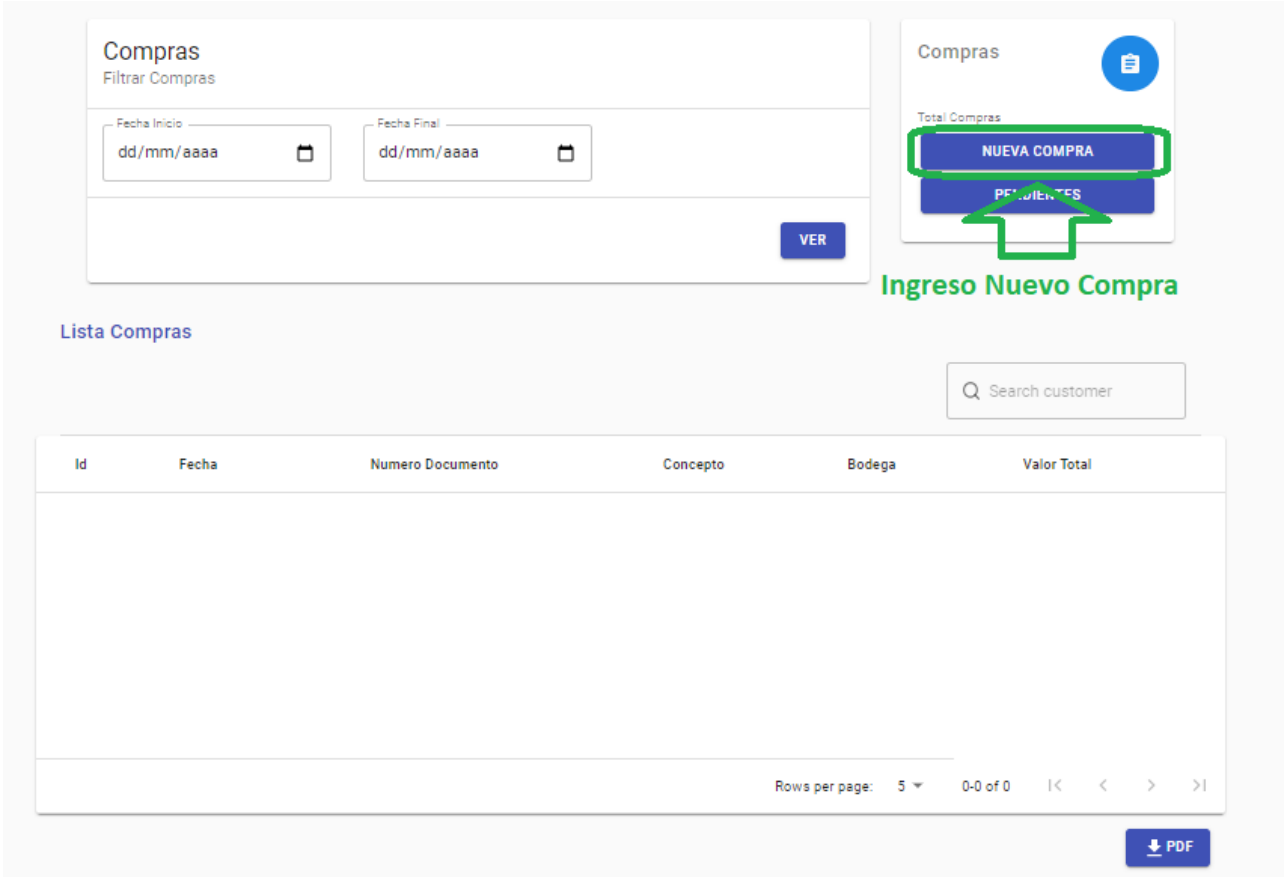 Compras
Filtrar Compras
Fecha Inicio
dd/mm/aaaa
Fecha Final
dd/mm/aaaa
VER
Compras
Total Compras
NUEVA COMPRA
PENDIENTES
Ingreso Nuevo Compra
Lista Compras
Search customer
Id Fecha Numero Documento Concepto Bodega Valor Total
Rows per page: 5 0-0 of 0
PDF